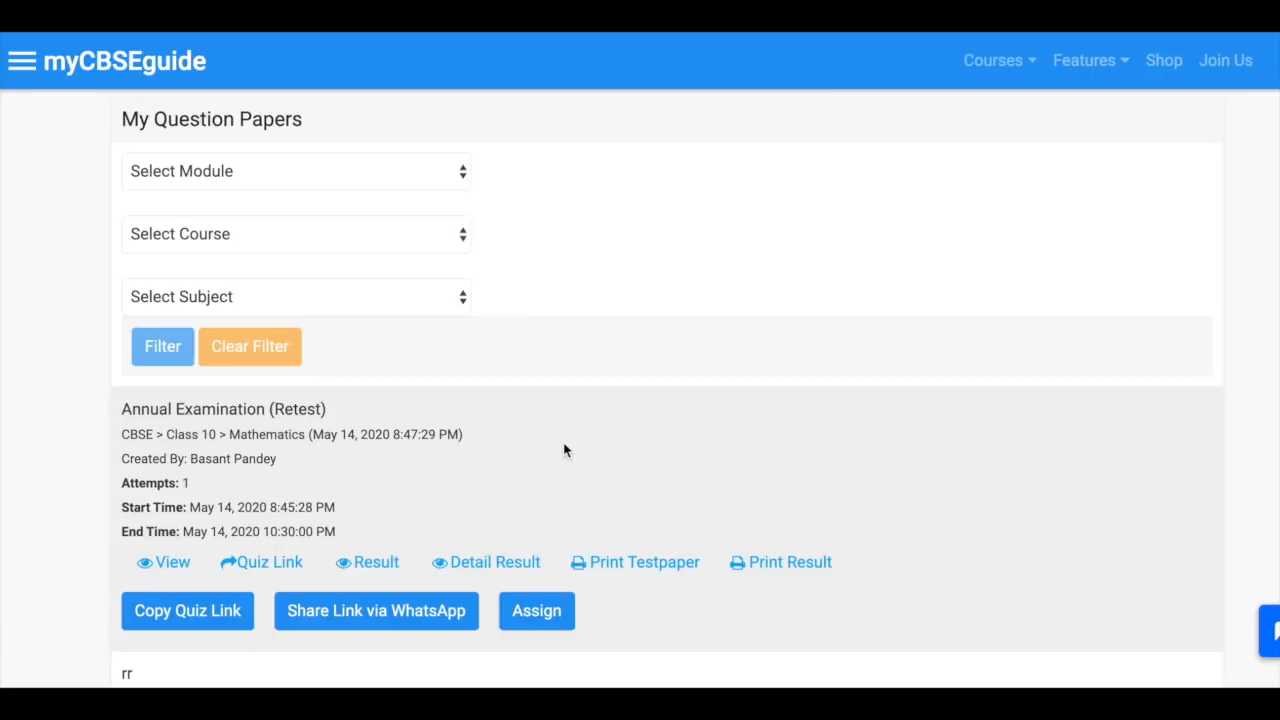 myCBSEguide Courses Features Shop Join Us
My Question Papers
Select Module
Select Course
Select Subject
Filter Clear Filter
Annual Examination (Retest)
CBSE > Class 10 > Mathematics (May 14, 2020 8:47:29 PM)
Created By: Basant Pandey
Attempts: 1
Start Time: May 14, 2020 8:45:28 PM
End Time: May 14, 2020 10:30:00 PM
View Quiz Link Result Detail Result Print Testpaper Print Result
Copy Quiz Link Share Link via WhatsApp Assign
rr